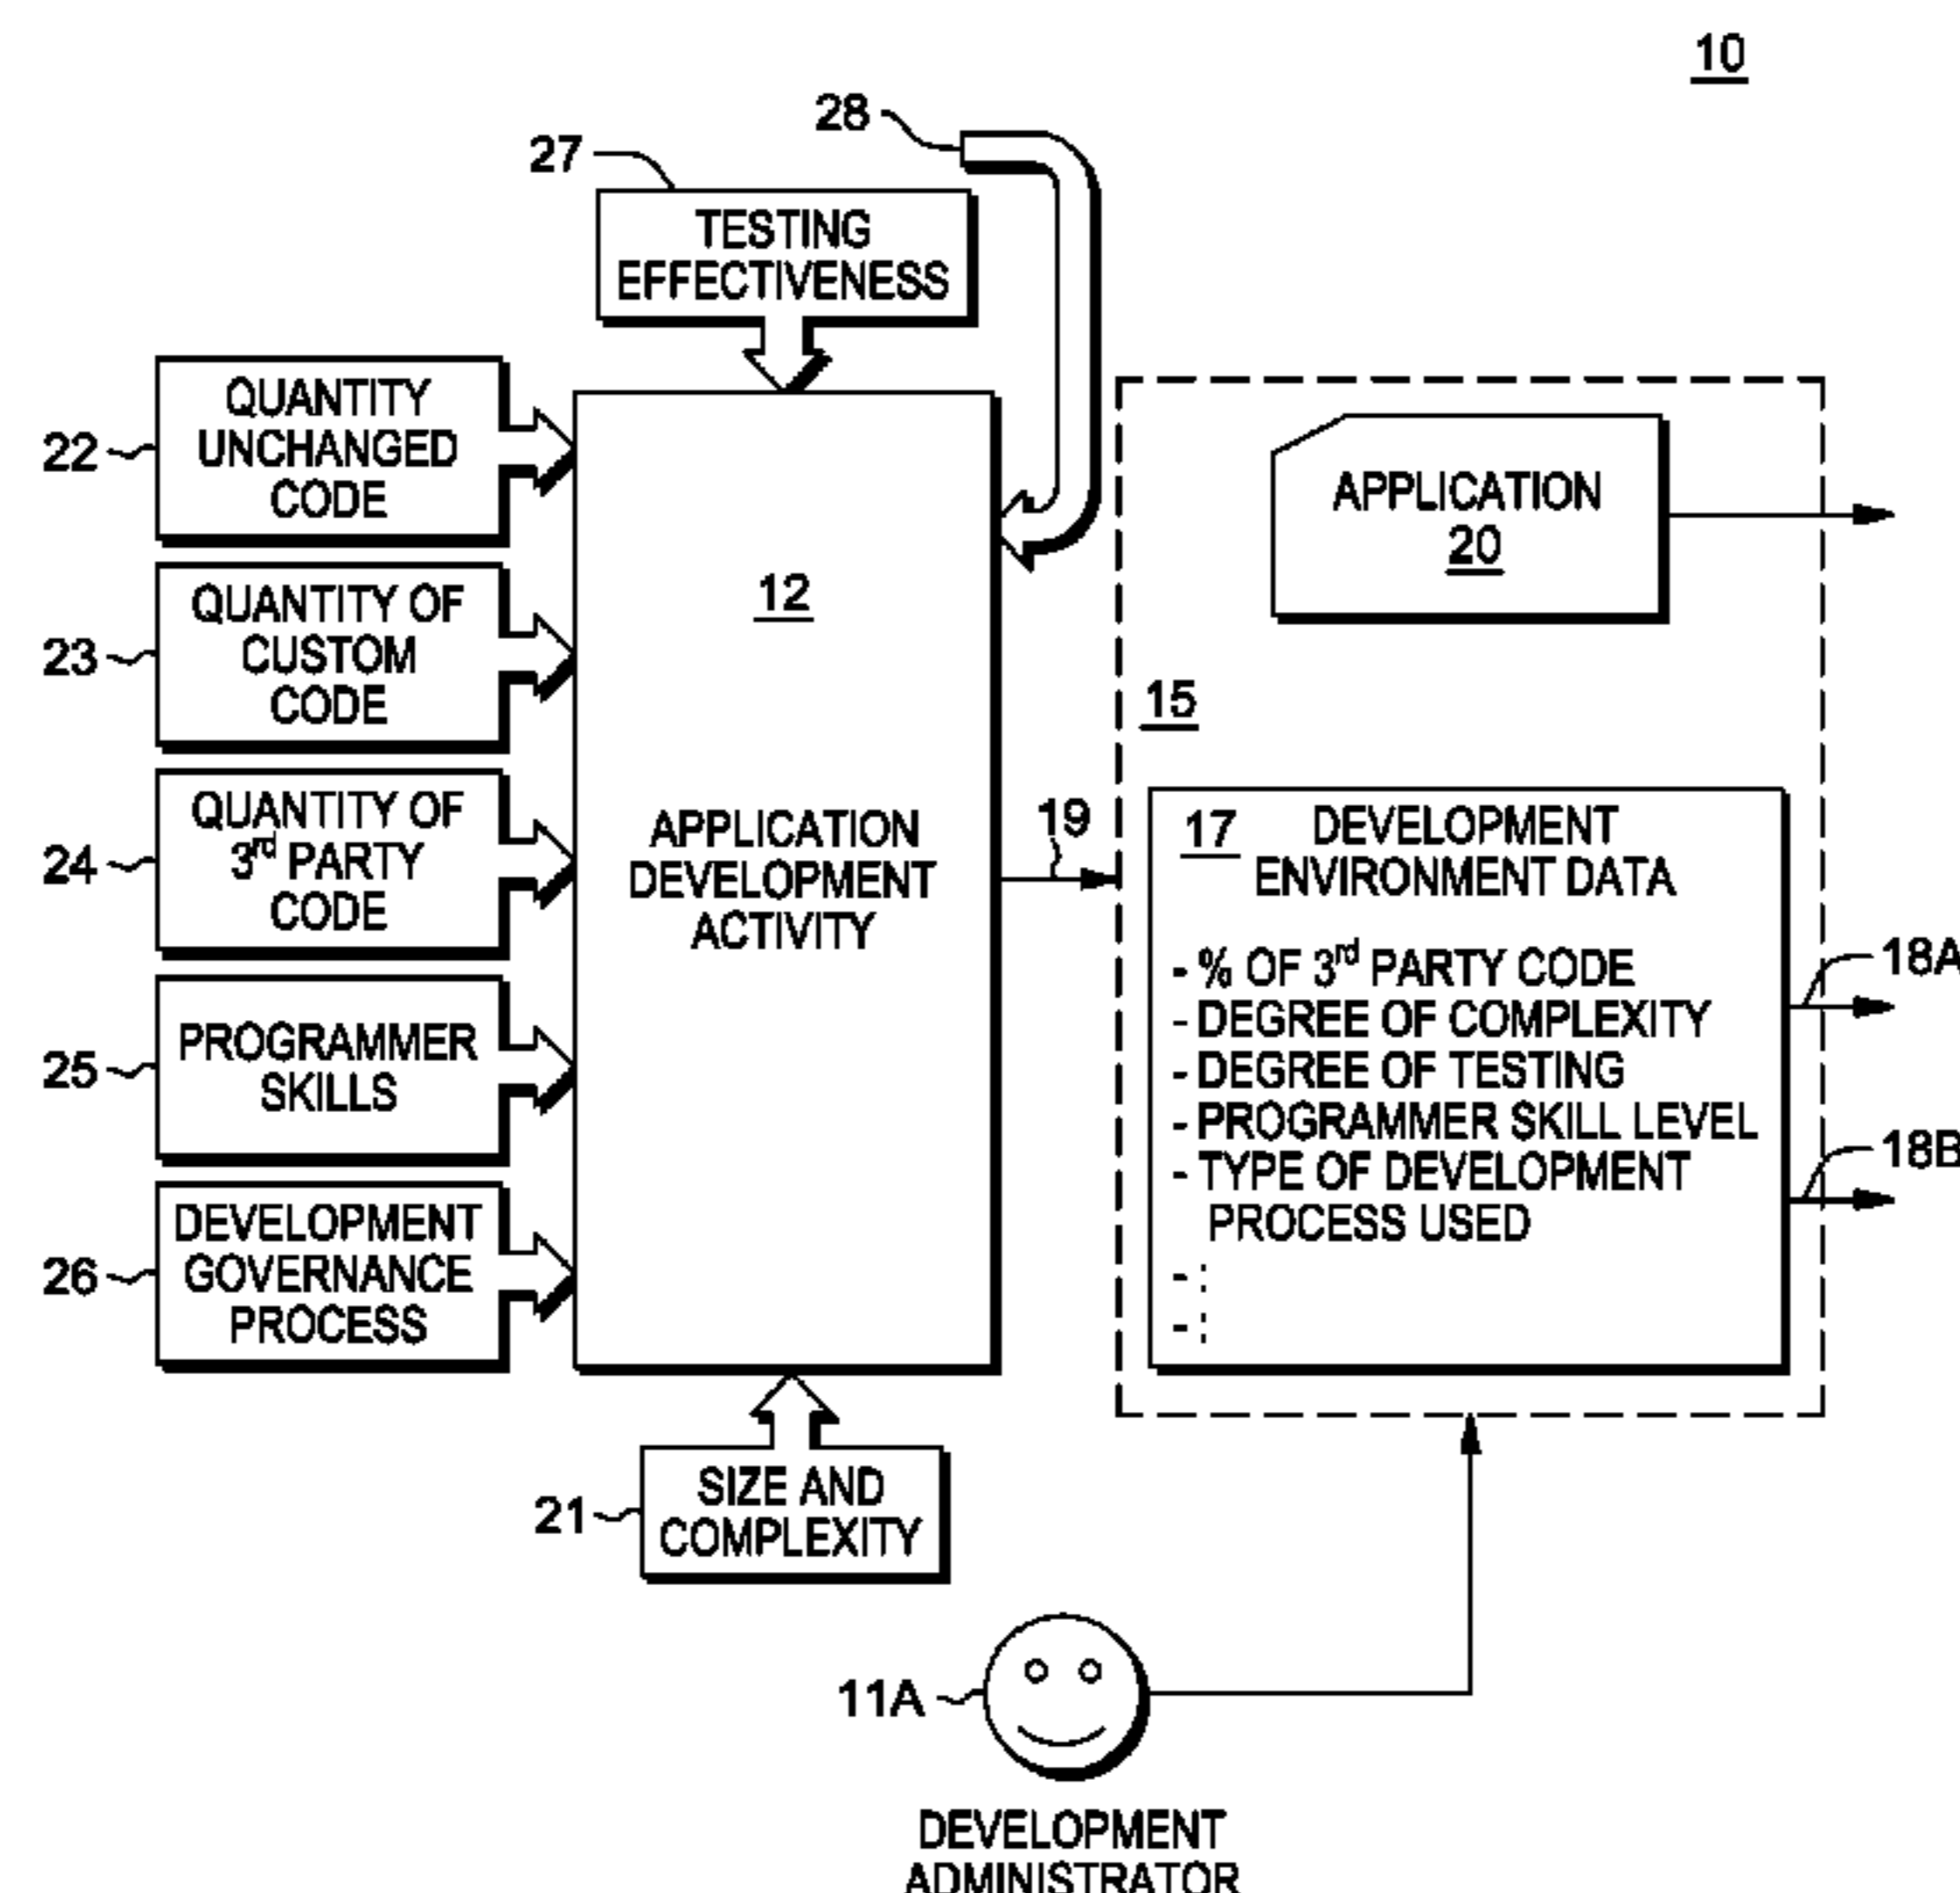 10
28
27
TESTING
EFFECTIVENESS
22
QUANTITY
UNCHANGED
CODE
23
QUANTITY OF
CUSTOM
CODE
24
QUANTITY OF
3rd PARTY
CODE
25
PROGRAMMER
SKILLS
26
DEVELOPMENT
GOVERNANCE
PROCESS
12
APPLICATION
DEVELOPMENT
ACTIVITY
21
SIZE AND
COMPLEXITY
19
15
APPLICATION
20
17
DEVELOPMENT
ENVIRONMENT DATA
- % OF 3rd PARTY CODE
- DEGREE OF COMPLEXITY
- DEGREE OF TESTING
- PROGRAMMER SKILL LEVEL
- TYPE OF DEVELOPMENT
PROCESS USED
- :
- :
18A
18B
11A
DEVELOPMENT
ADMINISTRATOR